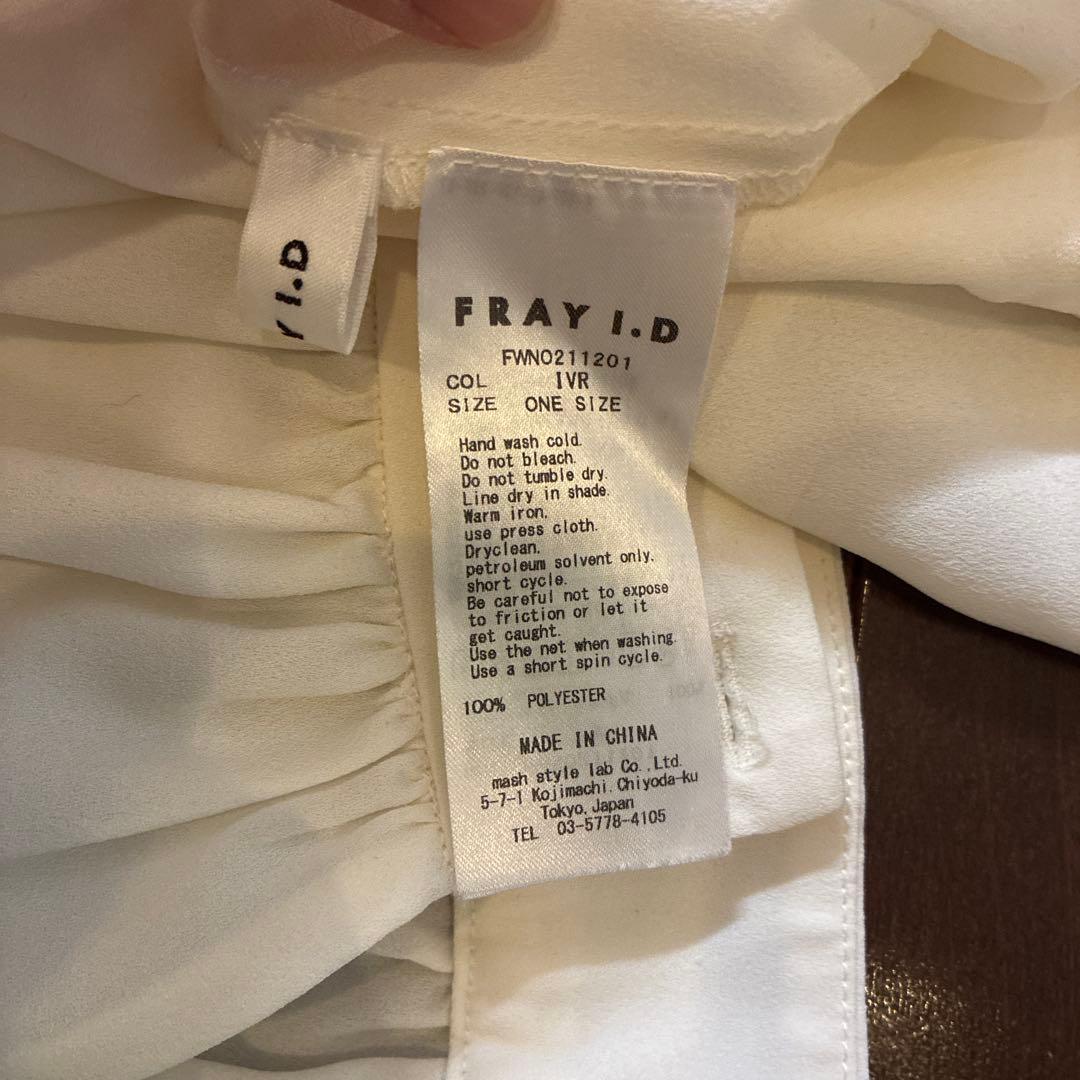 Y I.D
FRAY I.D
FWNO211201
COL IVR
SIZE ONE SIZE
Hand wash cold.
Do not bleach.
Do not tumble dry.
Line dry in shade.
Warm iron.
use press cloth.
Dryclean.
petroleum solvent only.
short cycle.
Be careful not to expose
to friction or let it
get caught.
Use the net when washing.
Use a short spin cycle.
100% POLYESTER
MADE IN CHINA
mash style lab Co.,Ltd.
5-7-1 Kojimachi, Chiyoda-ku
Tokyo, Japan
TEL 03-5778-4105